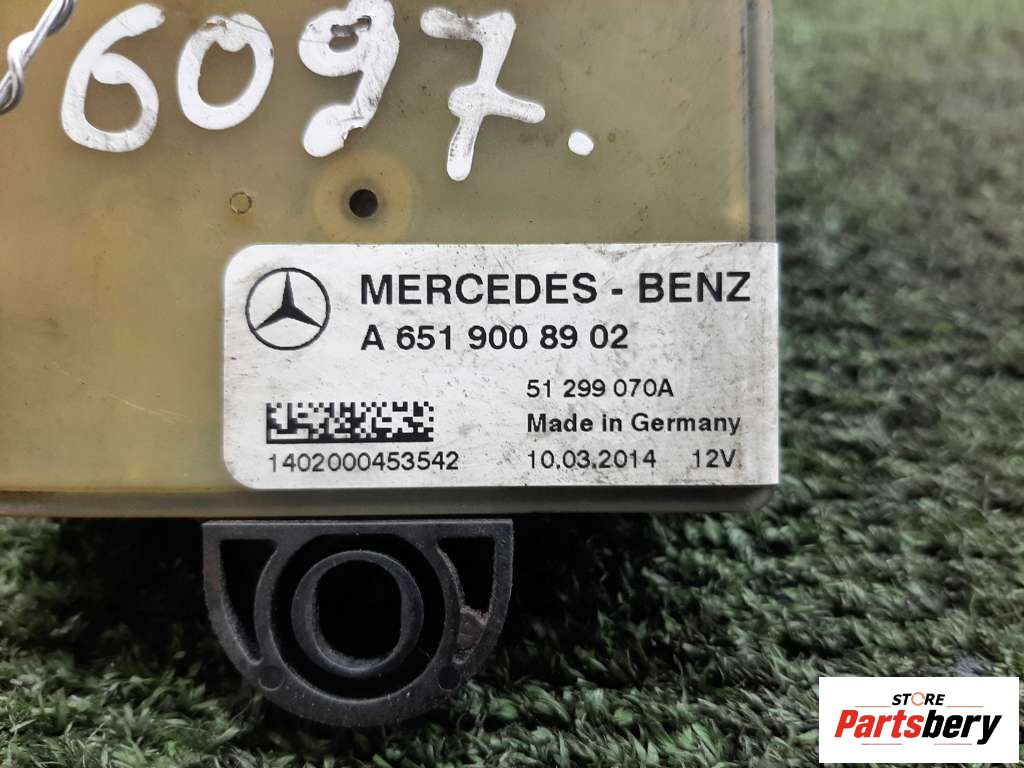 6097.
MERCEDES - BENZ
A 651 900 89 02
51 299 070A
Made in Germany
1402000453542
10.03.2014 12V
STORE
Partsbery